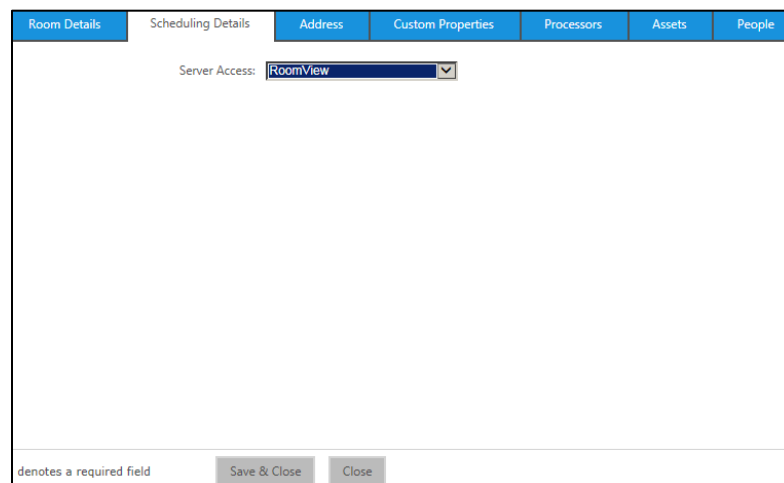 Room Details Scheduling Details Address Custom Properties Processors Assets People
Server Access: RoomView
denotes a required field Save & Close Close